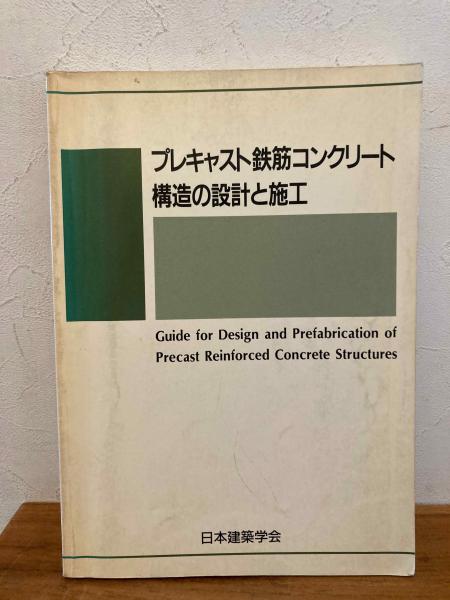 プレキャスト鉄筋コンクリート
構造の設計と施工
Guide for Design and Prefabrication of
Precast Reinforced Concrete Structures
日本建築学会